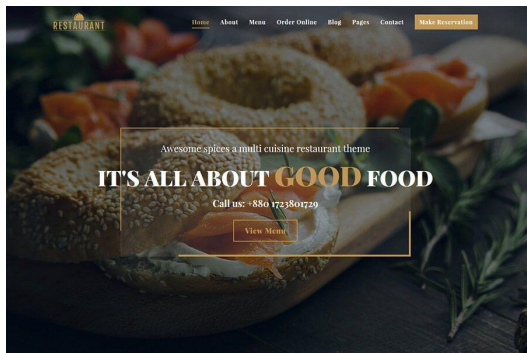 RESTAURANT
Home About Menu Order Online Blog Pages Contact Make Reservation
Awesome spices a multi cuisine restaurant theme
IT'S ALL ABOUT GOOD FOOD
Call us: +880 1723801729
View Menu